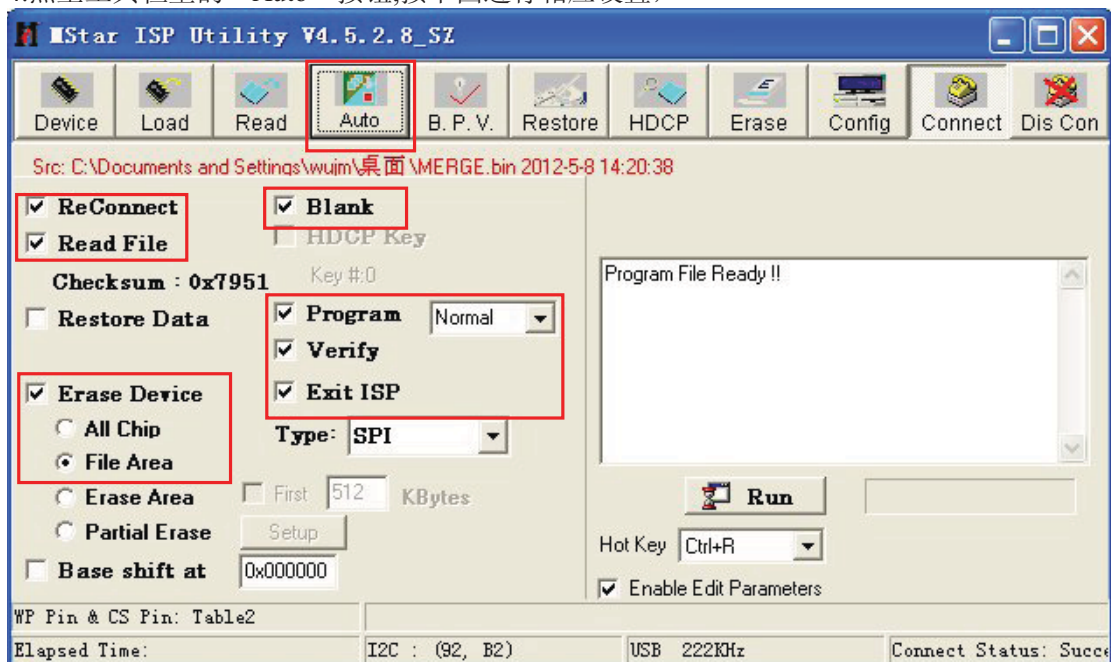 MStar ISP Utility V4.5.2.8_SZ
Device Load Read Auto B. P. V. Restore HDCP Erase Config Connect Dis Con
Src: C:\Documents and Settings\wujm\桌面\MERGE.bin 2012-5-8 14:20:38
ReConnect
Blank
Read File
HDCP Key
Checksum : 0x7951
Key #:0
Program File Ready !!
Restore Data
Program Normal
Verify
Erase Device
Exit ISP
All Chip
Type: SPI
File Area
Erase Area
First 512 KBytes
Run
Partial Erase
Setup
Hot Key Ctrl+R
Base shift at 0x000000
Enable Edit Parameters
WP Pin & CS Pin: Table2
Elapsed Time:
I2C : (92, B2)
USB 222KHz
Connect Status: Succe